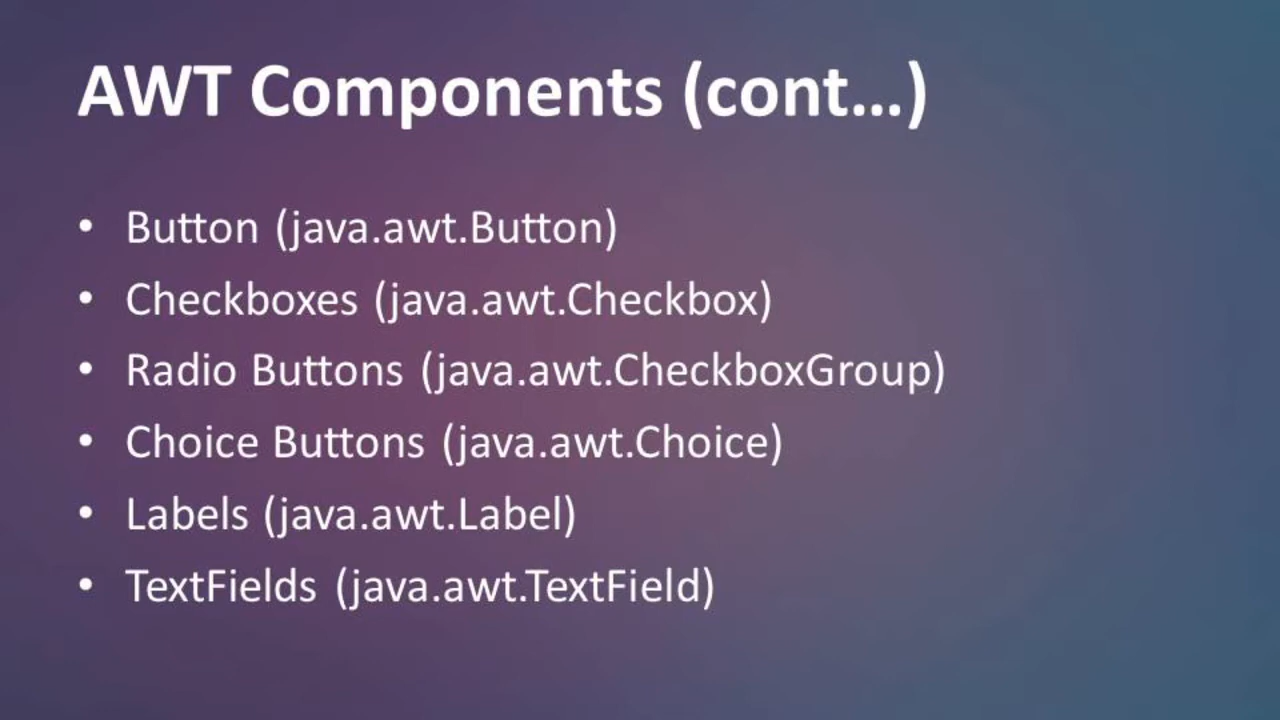 AWT Components (cont…)
• Button (java.awt.Button)
• Checkboxes (java.awt.Checkbox)
• Radio Buttons (java.awt.CheckboxGroup)
• Choice Buttons (java.awt.Choice)
• Labels (java.awt.Label)
• TextFields (java.awt.TextField)